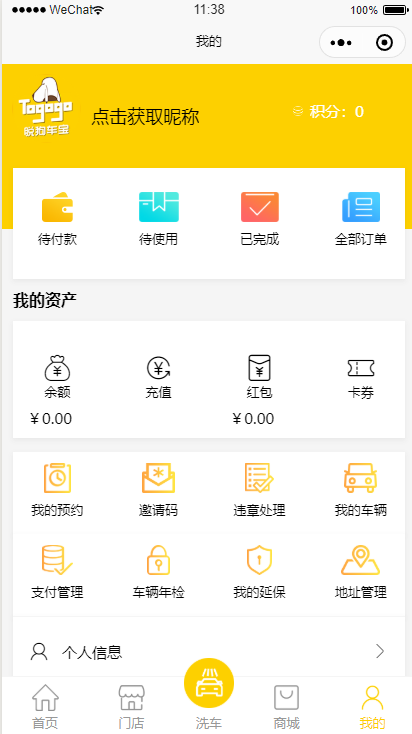 WeChat 11:38 100%
我的
Togogo
脱狗车宝
点击获取昵称
积分：0
待付款 待使用 已完成 全部订单
我的资产
余额 充值 红包 卡券
￥0.00 ￥0.00
我的预约 邀请码 违章处理 我的车辆
支付管理 车辆年检 我的延保 地址管理
个人信息
首页 门店 洗车 商城 我的